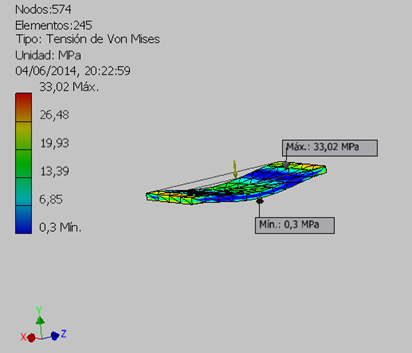 Nodos:574
Elementos:245
Tipo: Tensión de Von Mises
Unidad: MPa
04/06/2014, 20:22:59
33,02 Máx.
26,48
19,93
13,39
6,85
0,3 Mín.
Máx.: 33,02 MPa
Mín.: 0,3 MPa
Y
X
Z